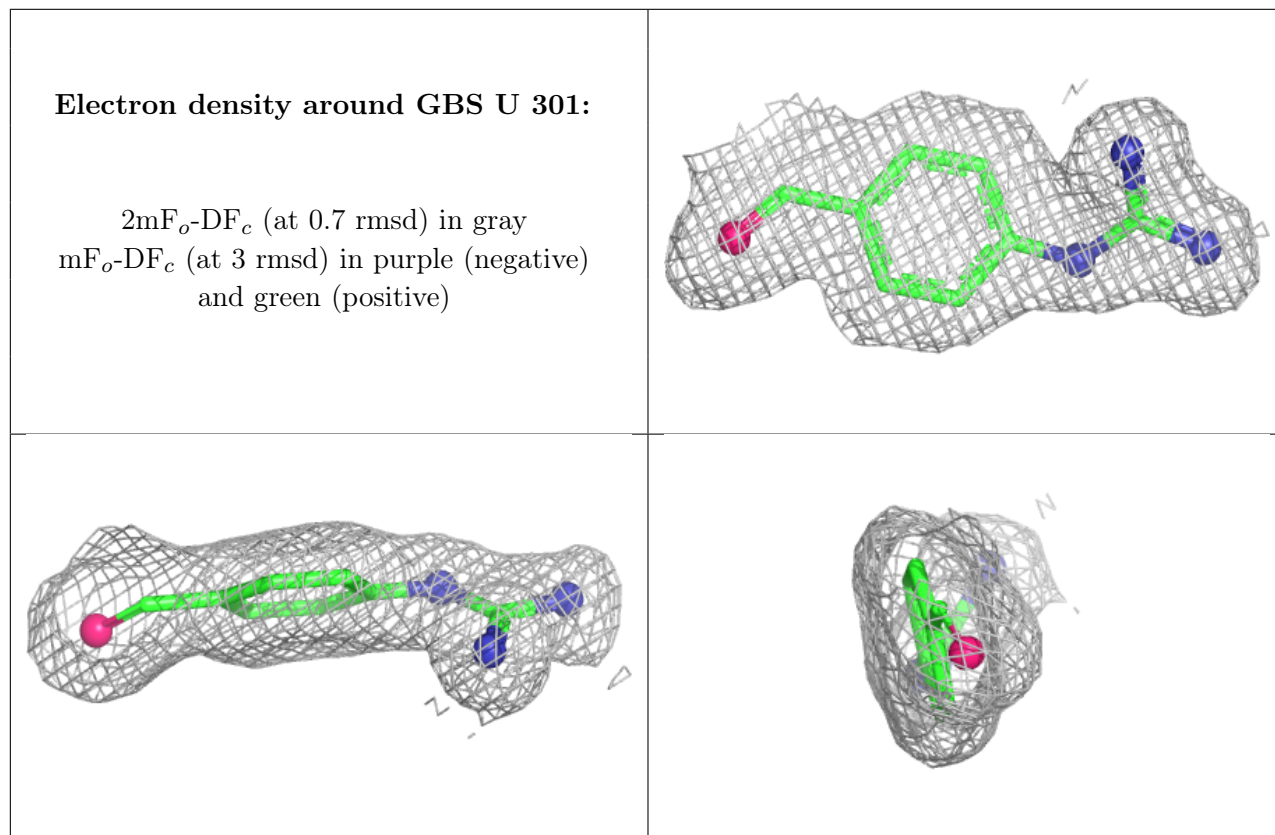 Electron density around GBS U 301:
2mFo-DFc (at 0.7 rmsd) in gray
mFo-DFc (at 3 rmsd) in purple (negative)
and green (positive)